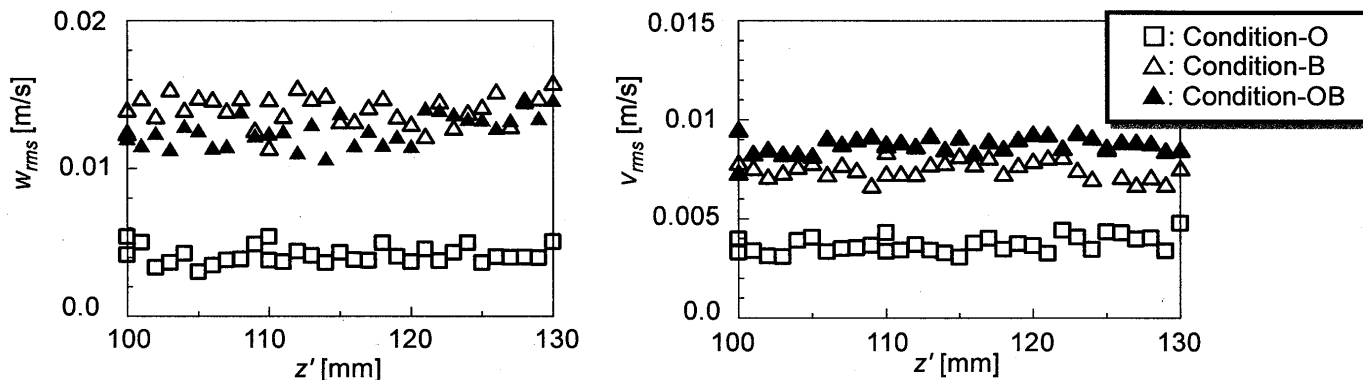 0.02
0.01
0.0
w_rms [m/s]
100
110
120
130
z' [mm]
0.015
0.010
0.005
0.0
v_rms [m/s]
100
110
120
130
z' [mm]
□: Condition-O
△: Condition-B
▲: Condition-OB